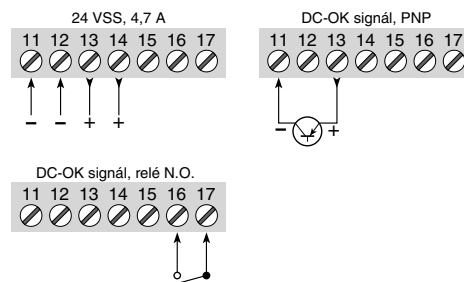 24 VSS, 4,7 A
11 12 13 14 15 16 17
– – + +
DC-OK signál, PNP
11 12 13 14 15 16 17
– +
DC-OK signál, relé N.O.
11 12 13 14 15 16 17